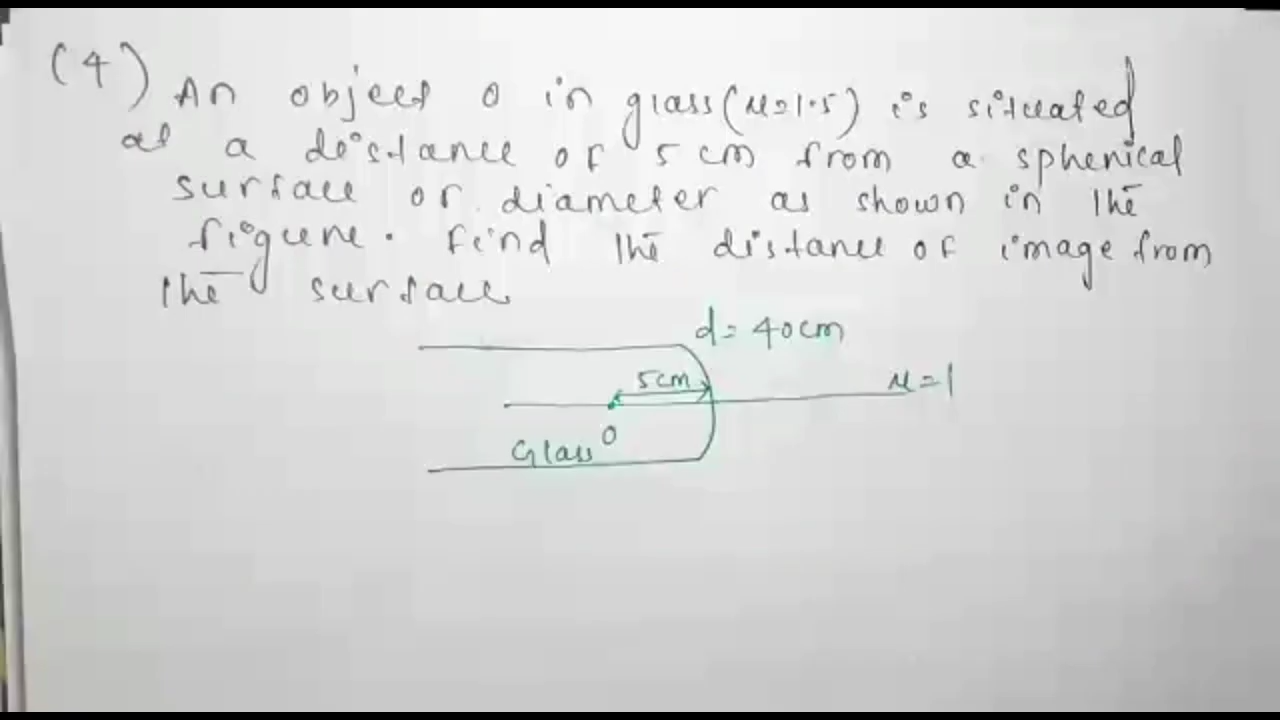 (4) An object O in glass (μ=1.5) is situated
at a distance of 5 cm from a spherical
surface of diameter as shown in the
figure. Find the distance of image from
the surface.
d = 40cm
5cm
μ=1
O
Glass